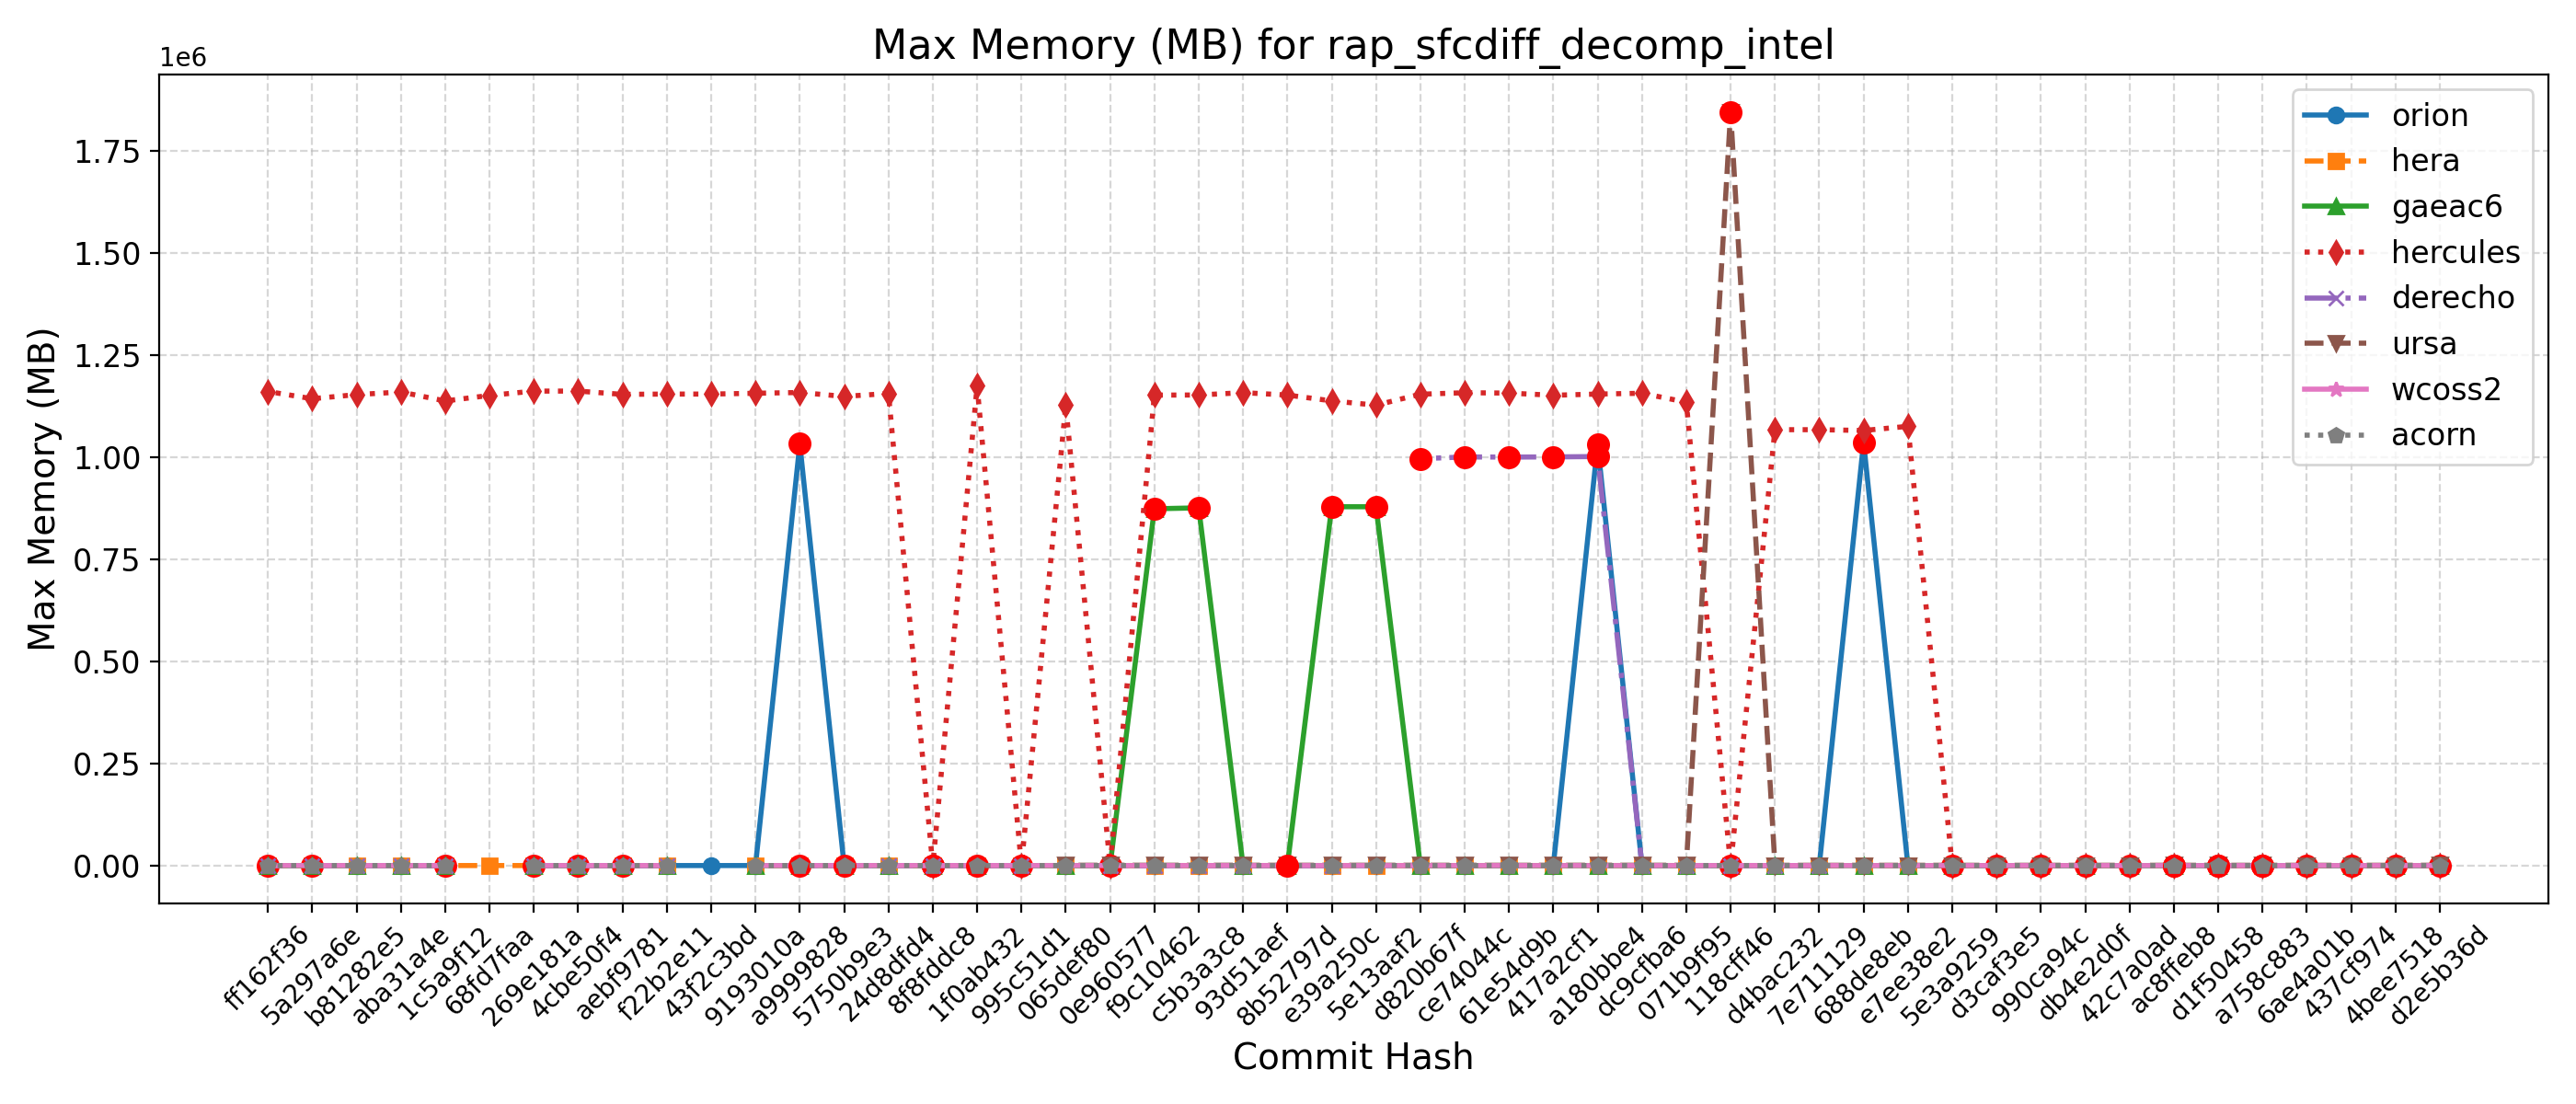 Max Memory (MB) for rap_sfcdiff_decomp_intel
1e6
1.75
1.50
1.25
1.00
0.75
0.50
0.25
0.00
Max Memory (MB)
orion
hera
gaeac6
hercules
derecho
ursa
wcoss2
acorn
ff162f36
5a297a6e
b81282e5
aba31a4e
1c5a9f12
68fd7faa
269e181a
4cbe50f4
aebf9781
f22b2e11
43f2c3bd
9193010a
a9999828
5750b9e3
24d8dfd4
8f8fddc8
1f0ab432
995c51d1
065def80
0e960577
f9c10462
c5b3a3c8
93d51aef
8b52797d
e39a250c
5e13aaf2
d820b67f
ce74044c
61e54d9b
417a2cf1
a180bbe4
dc9cfba6
071b9f95
118cff46
d4bac232
7e711129
688de8eb
e7ee38e2
5e3a9259
d3caf3e5
990ca94c
db4e2d0f
42c7a0ad
ac8ffeb8
d1f50458
a758c883
6ae4a01b
437cf974
4bee7518
d2e5b36d
Commit Hash